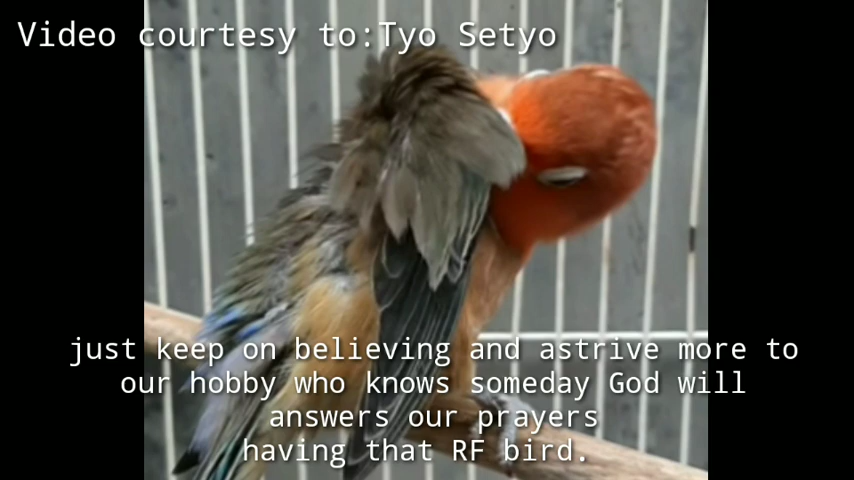 Video courtesy to:Tyo Setyo
just keep on believing and astrive more to
our hobby who knows someday God will
answers our prayers
having that RF bird.